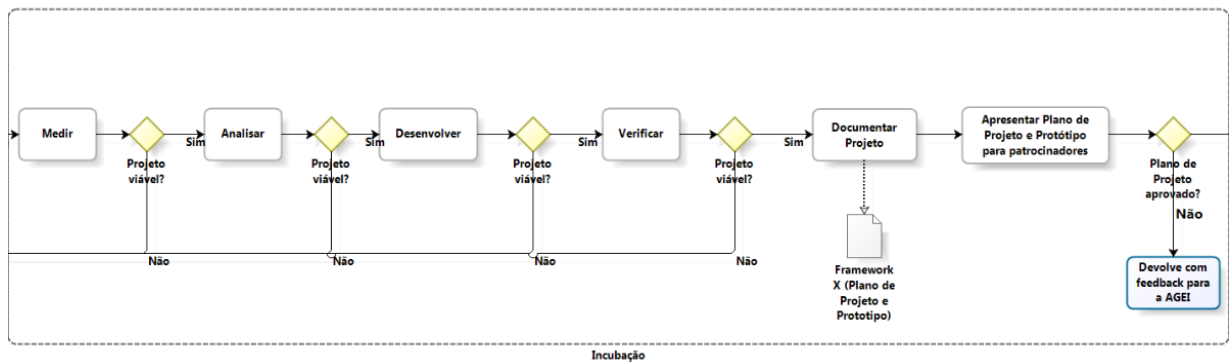 Medir
Projeto
viável?
Não
Sim
Analisar
Projeto
viável?
Não
Sim
Desenvolver
Projeto
viável?
Não
Sim
Verificar
Projeto
viável?
Não
Sim
Documentar
Projeto
Framework
X (Plano de
Projeto e
Prototipo)
Apresentar Plano de
Projeto e Protótipo
para patrocinadores
Plano de
Projeto
aprovado?
Não
Devolve com
feedback para
a AGEI
Incubação